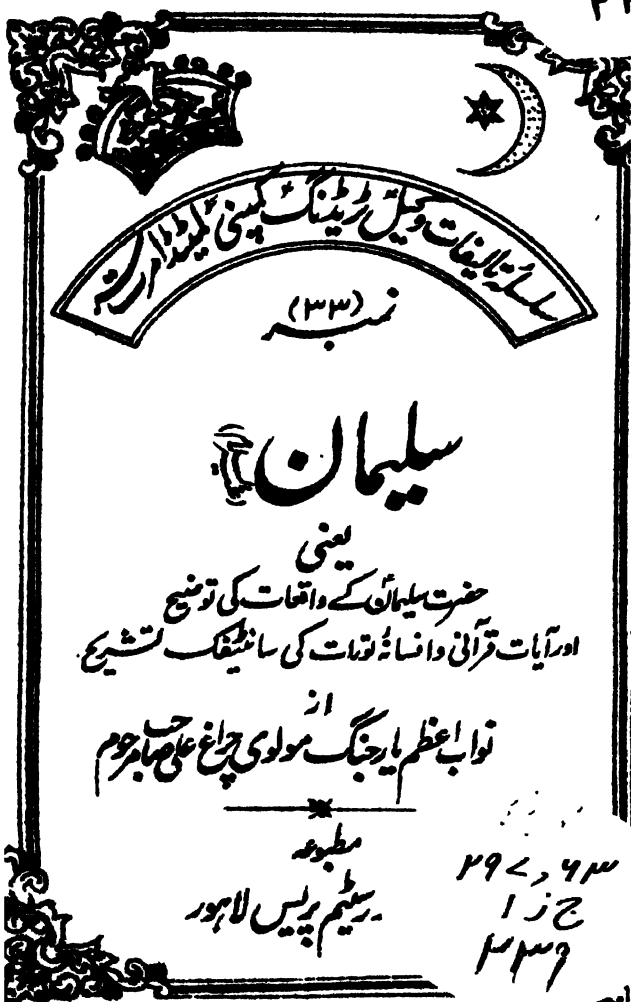 سلسلۂ تالیفات وکیل ٹریڈنگ کمپنی لمیٹڈ امرتسر
نمبر (۳۳)
سلیمان
یعنی
حضرت سلیمانؑ کے واقعات کی توضیح
اور آیات قرآنی و افسانۂ تورات کی سائنٹیفک تشریح
از
نواب اعظم یار جنگ مولوی چراغ علی صاحب مرحوم
مطبوعہ
سٹیم پریس لاہور
ج ز ا